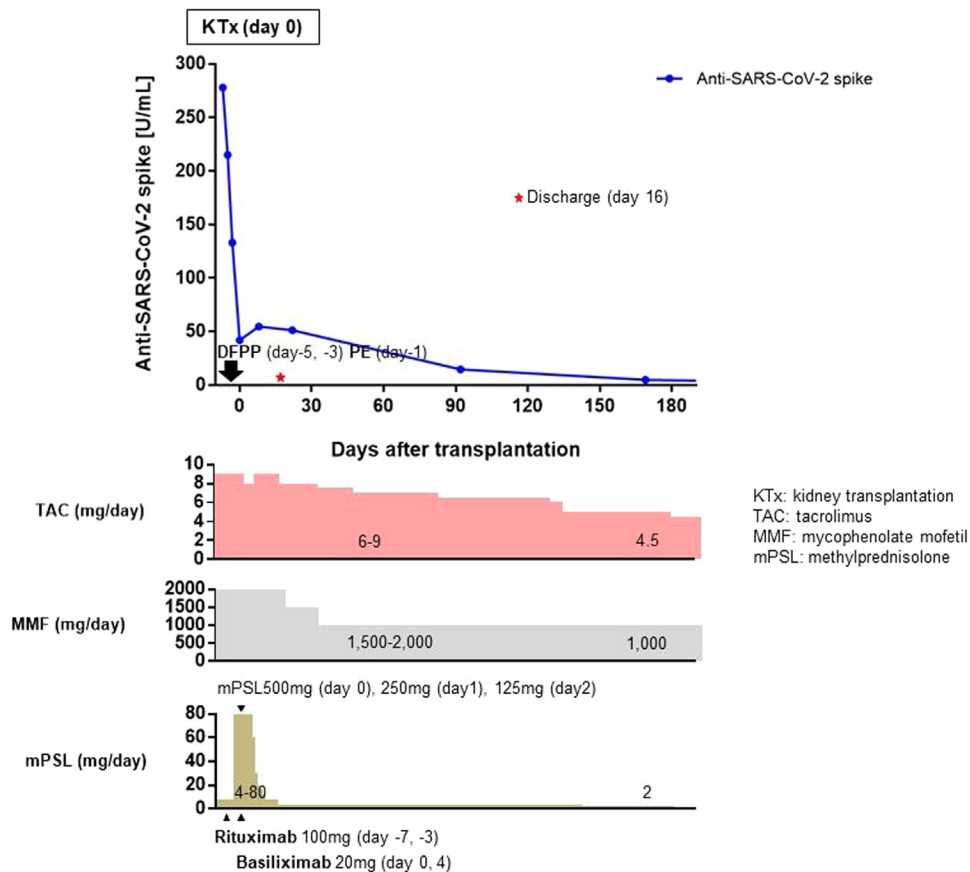 KTx (day 0)
300
250
200
150
100
50
0
Anti-SARS-CoV-2 spike [U/mL]
Anti-SARS-CoV-2 spike
Discharge (day 16)
DFPP (day-5, -3) PE (day-1)
0 30 60 90 120 150 180
Days after transplantation
TAC (mg/day)
10
8
6
4
2
0
6-9 4.5
KTx: kidney transplantation
TAC: tacrolimus
MMF: mycophenolate mofetil
mPSL: methylprednisolone
MMF (mg/day)
2000
1500
1000
500
0
1,500-2,000 1,000
mPSL500mg (day 0), 250mg (day1), 125mg (day2)
mPSL (mg/day)
80
60
40
20
0
4-80 2
Rituximab 100mg (day -7, -3)
Basiliximab 20mg (day 0, 4)